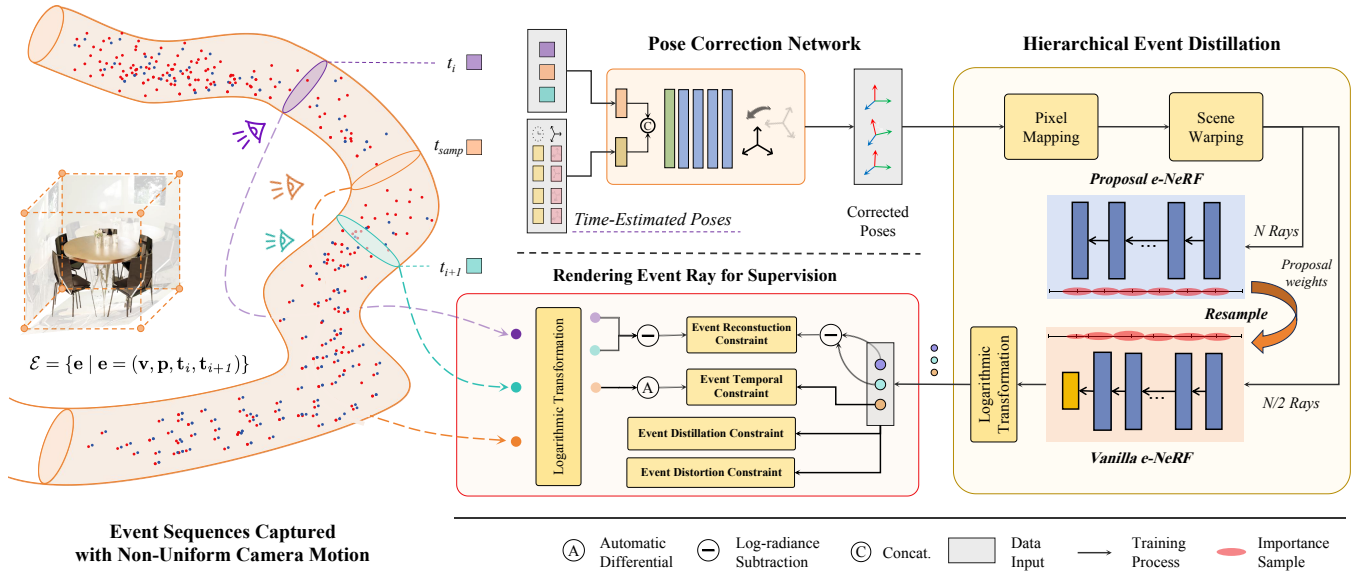 t_i
t_samp
t_{i+1}
ℰ = {e | e = (v, p, t_i, t_{i+1})}
Event Sequences Captured
with Non-Uniform Camera Motion
Pose Correction Network
C
Time-Estimated Poses
Corrected
Poses
Hierarchical Event Distillation
Pixel
Mapping
Scene
Warping
Proposal e-NeRF
...
N Rays
Proposal
weights
Resample
...
N/2 Rays
Vanilla e-NeRF
Logarithmic
Transformation
Rendering Event Ray for Supervision
Logarithmic Transformation
Event Reconstuction
Constraint
A
Event Temporal
Constraint
Event Distillation Constraint
Event Distortion Constraint
A
Automatic
Differential
Log-radiance
Subtraction
C
Concat.
Data
Input
Training
Process
Importance
Sample